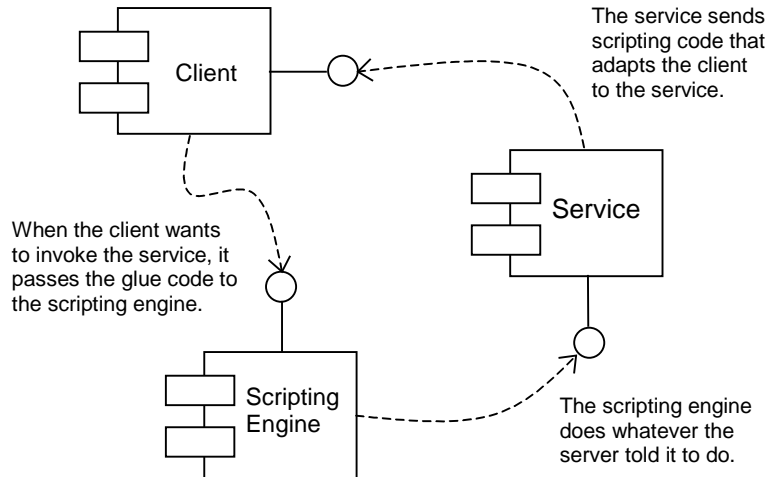 The service sends
scripting code that
adapts the client
to the service.
Client
Service
When the client wants
to invoke the service, it
passes the glue code to
the scripting engine.
Scripting
Engine
The scripting engine
does whatever the
server told it to do.